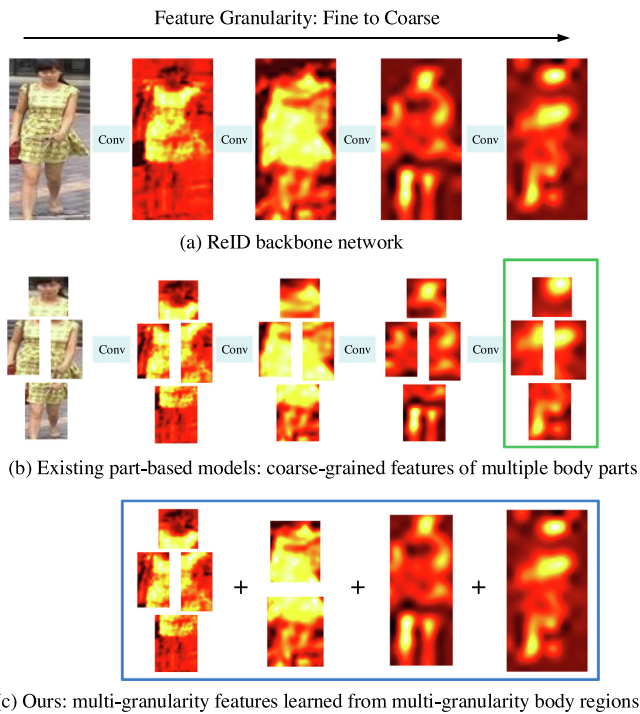 Feature Granularity: Fine to Coarse
Conv Conv Conv Conv
(a) ReID backbone network
Conv Conv Conv Conv
(b) Existing part-based models: coarse-grained features of multiple body parts
+ + +
(c) Ours: multi-granularity features learned from multi-granularity body regions